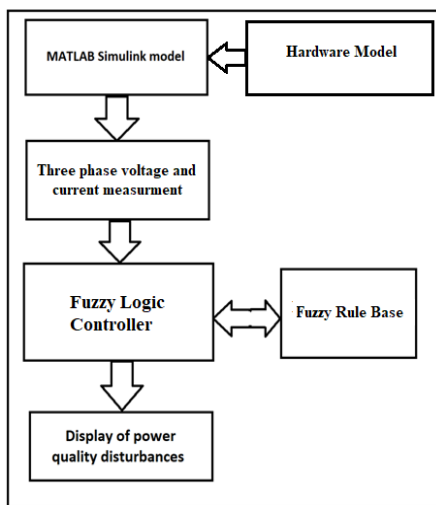 MATLAB Simulink model
Hardware Model
Three phase voltage and
current measurment
Fuzzy Logic
Controller
Fuzzy Rule Base
Display of power
quality disturbances